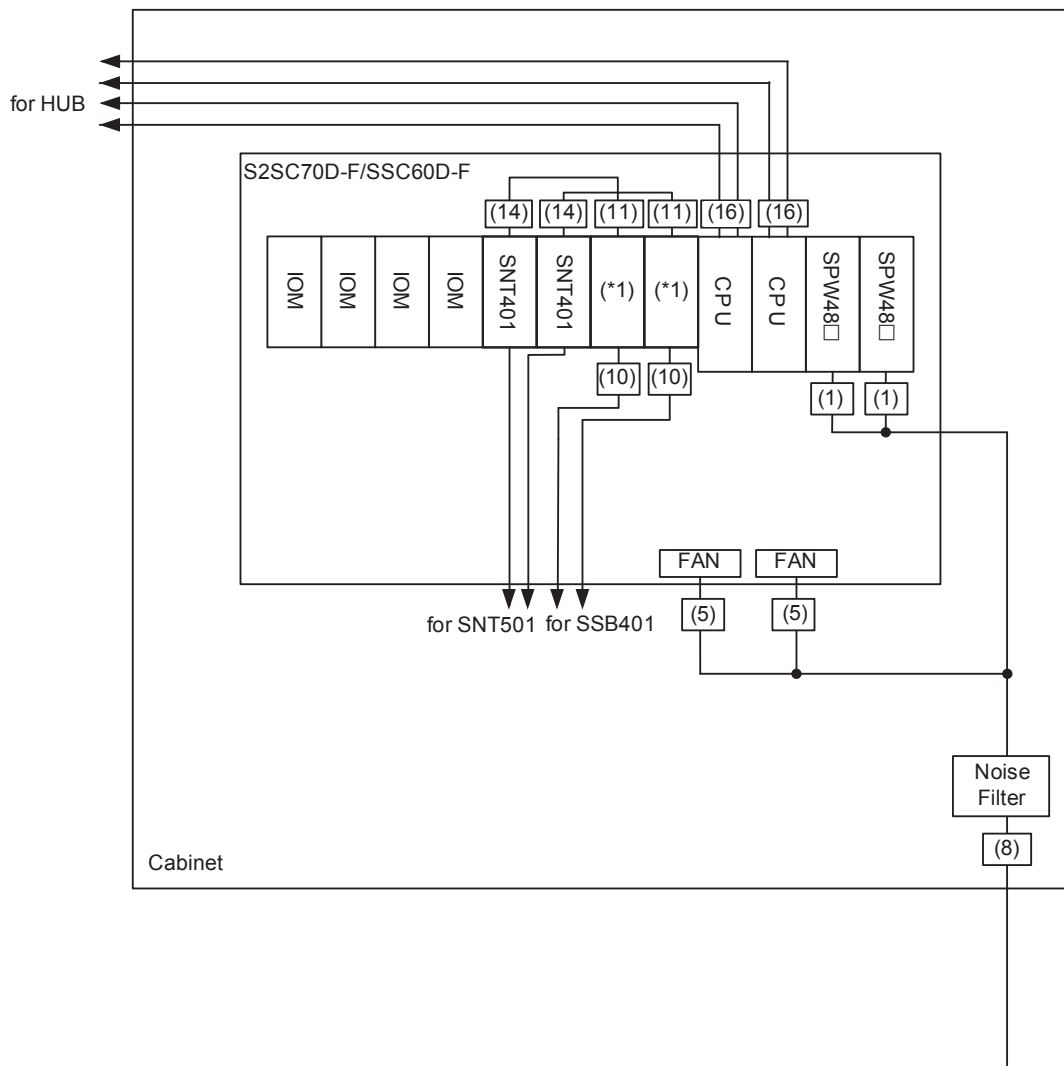 for HUB
S2SC70D-F/SSC60D-F
(14) (14) (11) (11) (16) (16)
IOM IOM IOM IOM SNT401 SNT401 (*1) (*1) CPU CPU SPW48□ SPW48□
(10) (10)
(1) (1)
FAN FAN
for SNT501 for SSB401
(5) (5)
Noise
Filter
(8)
Cabinet